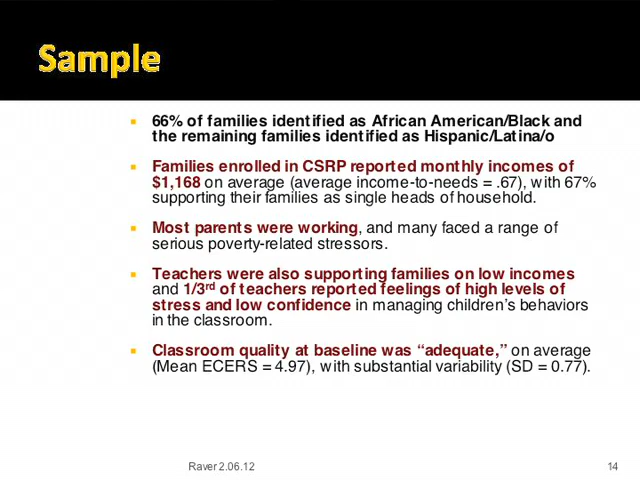 Sample
66% of families identified as African American/Black and
the remaining families identified as Hispanic/Latina/o
Families enrolled in CSRP reported monthly incomes of
$1,168 on average (average income-to-needs = .67), with 67%
supporting their families as single heads of household.
Most parents were working, and many faced a range of
serious poverty-related stressors.
Teachers were also supporting families on low incomes
and 1/3rd of teachers reported feelings of high levels of
stress and low confidence in managing children's behaviors
in the classroom.
Classroom quality at baseline was "adequate," on average
(Mean ECERS = 4.97), with substantial variability (SD = 0.77).
Raver 2.06.12
14